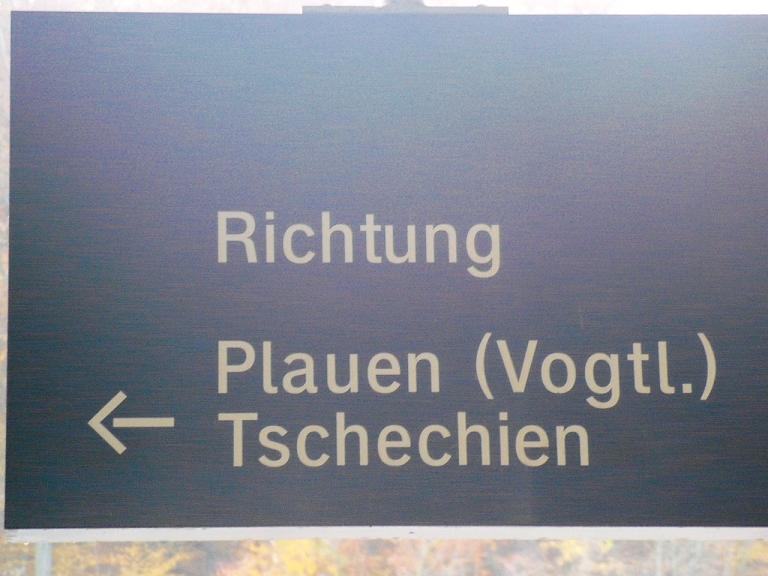 Richtung
Plauen (Vogtl.)
Tschechien